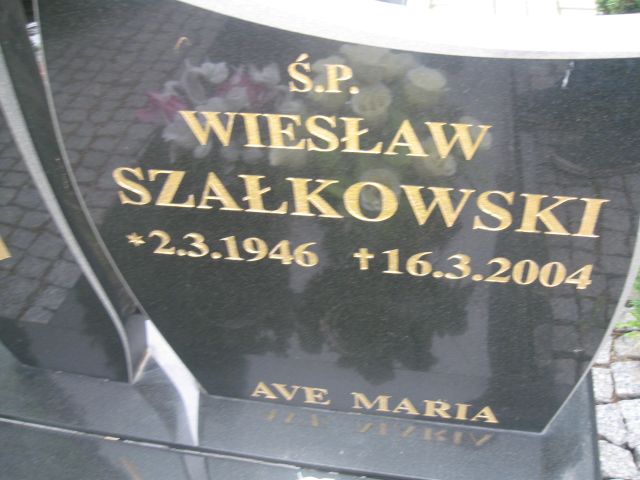 Ś.P.
WIESŁAW
SZAŁKOWSKI
*2.3.1946 †16.3.2004
AVE MARIA